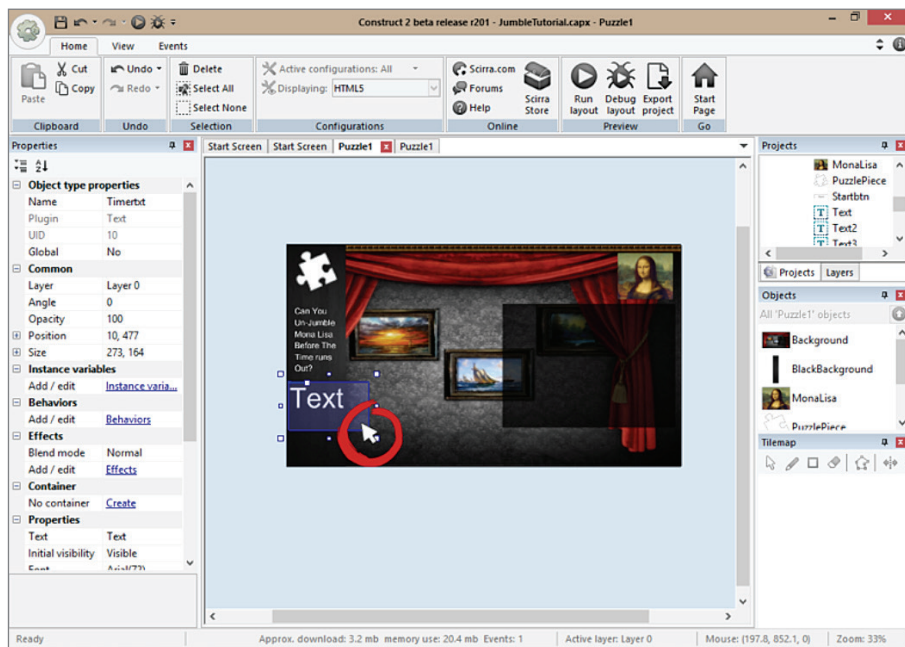 Construct 2 beta release r201 - JumbleTutorial.capx - Puzzle1
Home View Events
Paste
Cut
Copy
Clipboard
Undo
Redo
Undo
Delete
Select All
Select None
Selection
Active configurations: All
Displaying: HTML5
Configurations
Scirra.com
Forums
Help
Scirra
Store
Online
Run
layout
Debug
layout
Export
project
Preview
Start
Page
Go
Properties
Object type properties
Name Timertxt
Plugin Text
UID 10
Global No
Common
Layer Layer 0
Angle 0
Opacity 100
Position 10, 477
Size 273, 164
Instance variables
Add / edit Instance varia...
Behaviors
Add / edit Behaviors
Effects
Blend mode Normal
Add / edit Effects
Container
No container Create
Properties
Text Text
Initial visibility Visible
Font Arial(72)
Start Screen Start Screen Puzzle1 Puzzle1
Can You
Un-Jumble
Mona Lisa
Before The
Time runs
Out?
Text
Projects
MonaLisa
PuzzlePiece
Startbtn
T Text
T Text2
T Text3
Projects Layers
Objects
All 'Puzzle1' objects
Background
BlackBackground
MonaLisa
PuzzlePiece
Tilemap
Ready Approx. download: 3.2 mb memory use: 20.4 mb Events: 1 Active layer: Layer 0 Mouse: (197.8, 852.1, 0) Zoom: 33%